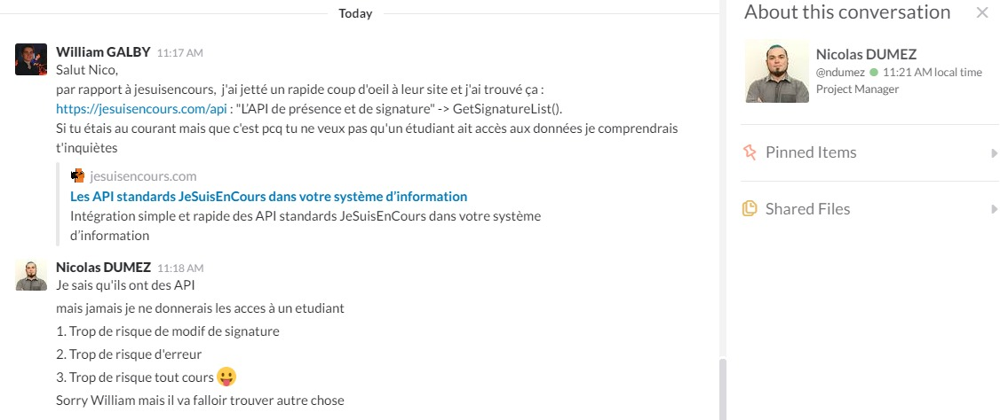 Today
William GALBY 11:17 AM
Salut Nico,
par rapport à jesuisencours, j'ai jetté un rapide coup d'oeil à leur site et j'ai trouvé ça :
https://jesuisencours.com/api : "L'API de présence et de signature" -> GetSignatureList().
Si tu étais au courant mais que c'est pcq tu ne veux pas qu'un étudiant ait accès aux données je comprendrais
t'inquiètes
jesuisencours.com
Les API standards JeSuisEnCours dans votre système d’information
Intégration simple et rapide des API standards JeSuisEnCours dans votre système
d’information
Nicolas DUMEZ 11:18 AM
Je sais qu'ils ont des API
mais jamais je ne donnerais les acces à un etudiant
1. Trop de risque de modif de signature
2. Trop de risque d'erreur
3. Trop de risque tout cours 😛
Sorry William mais il va falloir trouver autre chose
About this conversation
Nicolas DUMEZ
@ndumez 11:21 AM local time
Project Manager
Pinned Items
Shared Files